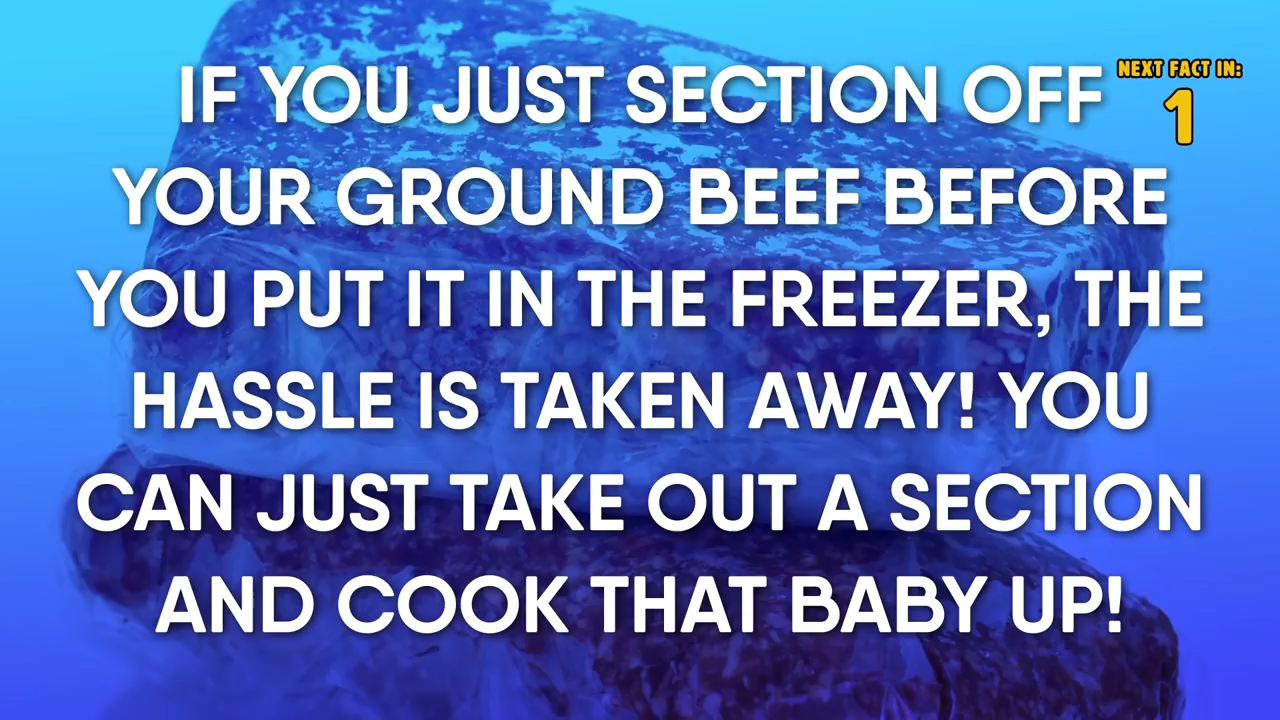 IF YOU JUST SECTION OFF
NEXT FACT IN:
1
YOUR GROUND BEEF BEFORE
YOU PUT IT IN THE FREEZER, THE
HASSLE IS TAKEN AWAY! YOU
CAN JUST TAKE OUT A SECTION
AND COOK THAT BABY UP!